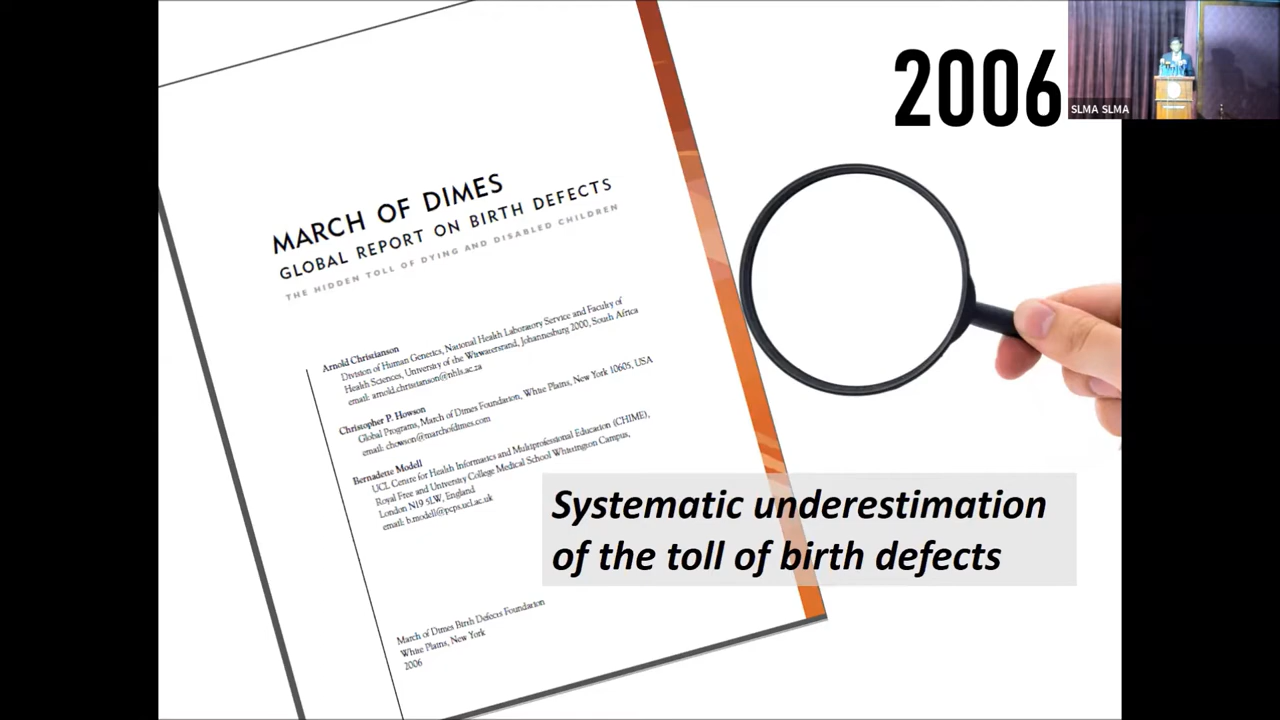 2006
SLMA SLMA
MARCH OF DIMES
GLOBAL REPORT ON BIRTH DEFECTS
THE HIDDEN TOLL OF DYING AND DISABLED CHILDREN
Arnold Christianson
Division of Human Genetics, National Health Laboratory Service and Faculty of
Health Sciences, University of the Witwatersrand, Johannesburg 2000, South Africa
email: arnold.christianson@nhls.ac.za
Christopher P. Howson
Global Programs, March of Dimes Foundation, White Plains, New York 10605, USA
email: chowson@marchofdimes.com
Bernadette Modell
UCL Centre for Health Informatics and Multiprofessional Education (CHIME),
Royal Free and University College Medical School Whittington Campus,
London N19 5LW, England
email: b.modell@pcps.ucl.ac.uk
Systematic underestimation
of the toll of birth defects
March of Dimes Birth Defects Foundation
White Plains, New York
2006